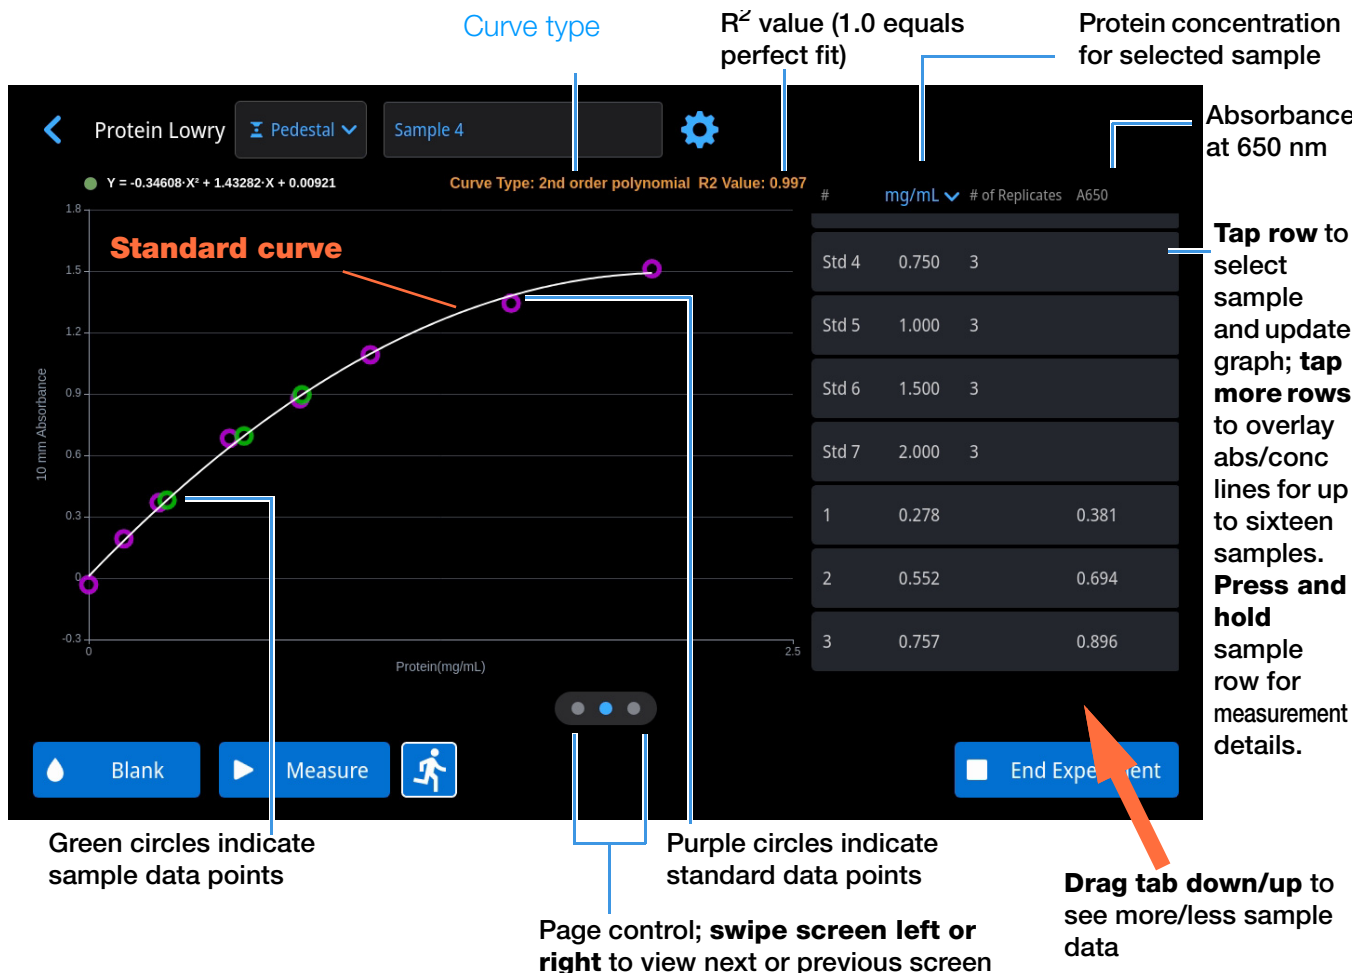 Curve type
R² value (1.0 equals
perfect fit)
Protein concentration
for selected sample
Absorbance
at 650 nm
Protein Lowry
Pedestal
Sample 4
Y = -0.34608·X² + 1.43282·X + 0.00921
Curve Type: 2nd order polynomial R2 Value: 0.997
# mg/mL # of Replicates A650
Standard curve
1.8
1.5
1.2
0.9
0.6
0.3
0
-0.3
10 mm Absorbance
0
2.5
Protein(mg/mL)
Std 4 0.750 3
Std 5 1.000 3
Std 6 1.500 3
Std 7 2.000 3
1 0.278 0.381
2 0.552 0.694
3 0.757 0.896
Tap row to
select
sample
and update
graph; tap
more rows
to overlay
abs/conc
lines for up
to sixteen
samples.
Press and
hold
sample
row for
measurement
details.
Blank
Measure
End Experiment
Green circles indicate
sample data points
Purple circles indicate
standard data points
Page control; swipe screen left or
right to view next or previous screen
Drag tab down/up to
see more/less sample
data